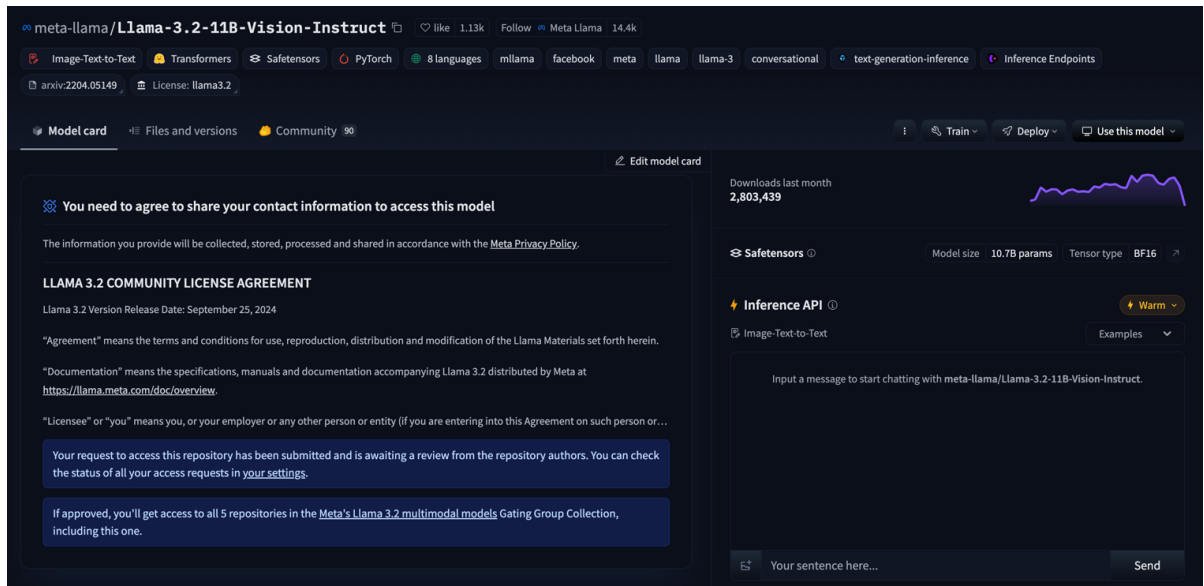 meta-llama/Llama-3.2-11B-Vision-Instruct
like 1.13k
Follow Meta Llama 14.4k
Image-Text-to-Text
Transformers
Safetensors
PyTorch
8 languages
mllama
facebook
meta
llama
llama-3
conversational
text-generation-inference
Inference Endpoints
arxiv:2204.05149
License: llama3.2
Model card
Files and versions
Community 90
Train
Deploy
Use this model
Edit model card
You need to agree to share your contact information to access this model
The information you provide will be collected, stored, processed and shared in accordance with the Meta Privacy Policy.
LLAMA 3.2 COMMUNITY LICENSE AGREEMENT
Llama 3.2 Version Release Date: September 25, 2024
“Agreement” means the terms and conditions for use, reproduction, distribution and modification of the Llama Materials set forth herein.
“Documentation” means the specifications, manuals and documentation accompanying Llama 3.2 distributed by Meta at
https://llama.meta.com/doc/overview.
“Licensee” or “you” means you, or your employer or any other person or entity (if you are entering into this Agreement on such person or…
Your request to access this repository has been submitted and is awaiting a review from the repository authors. You can check
the status of all your access requests in your settings.
If approved, you'll get access to all 5 repositories in the Meta's Llama 3.2 multimodal models Gating Group Collection,
including this one.
Downloads last month
2,803,439
Safetensors
Model size 10.7B params
Tensor type BF16
Inference API
Warm
Image-Text-to-Text
Examples
Input a message to start chatting with meta-llama/Llama-3.2-11B-Vision-Instruct.
Your sentence here...
Send